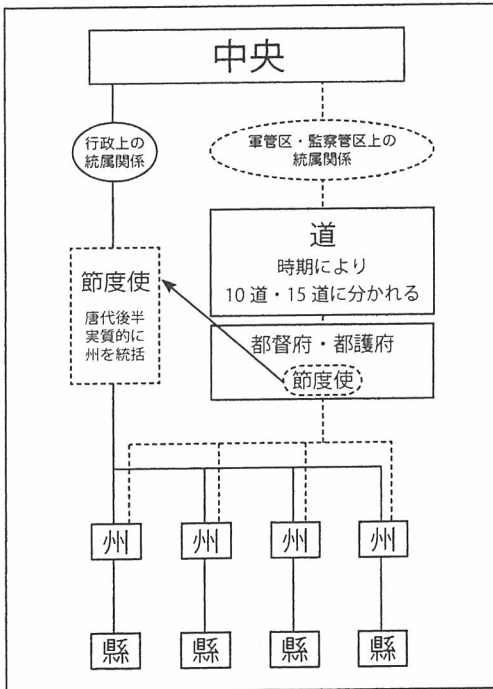 中央
行政上の
統属関係
軍管区・監察管区上の
統属関係
道
時期により
10道・15道に分かれる
節度使
唐代後半
実質的に
州を統括
都督府・都護府
節度使
州 州 州 州
縣 縣 縣 縣